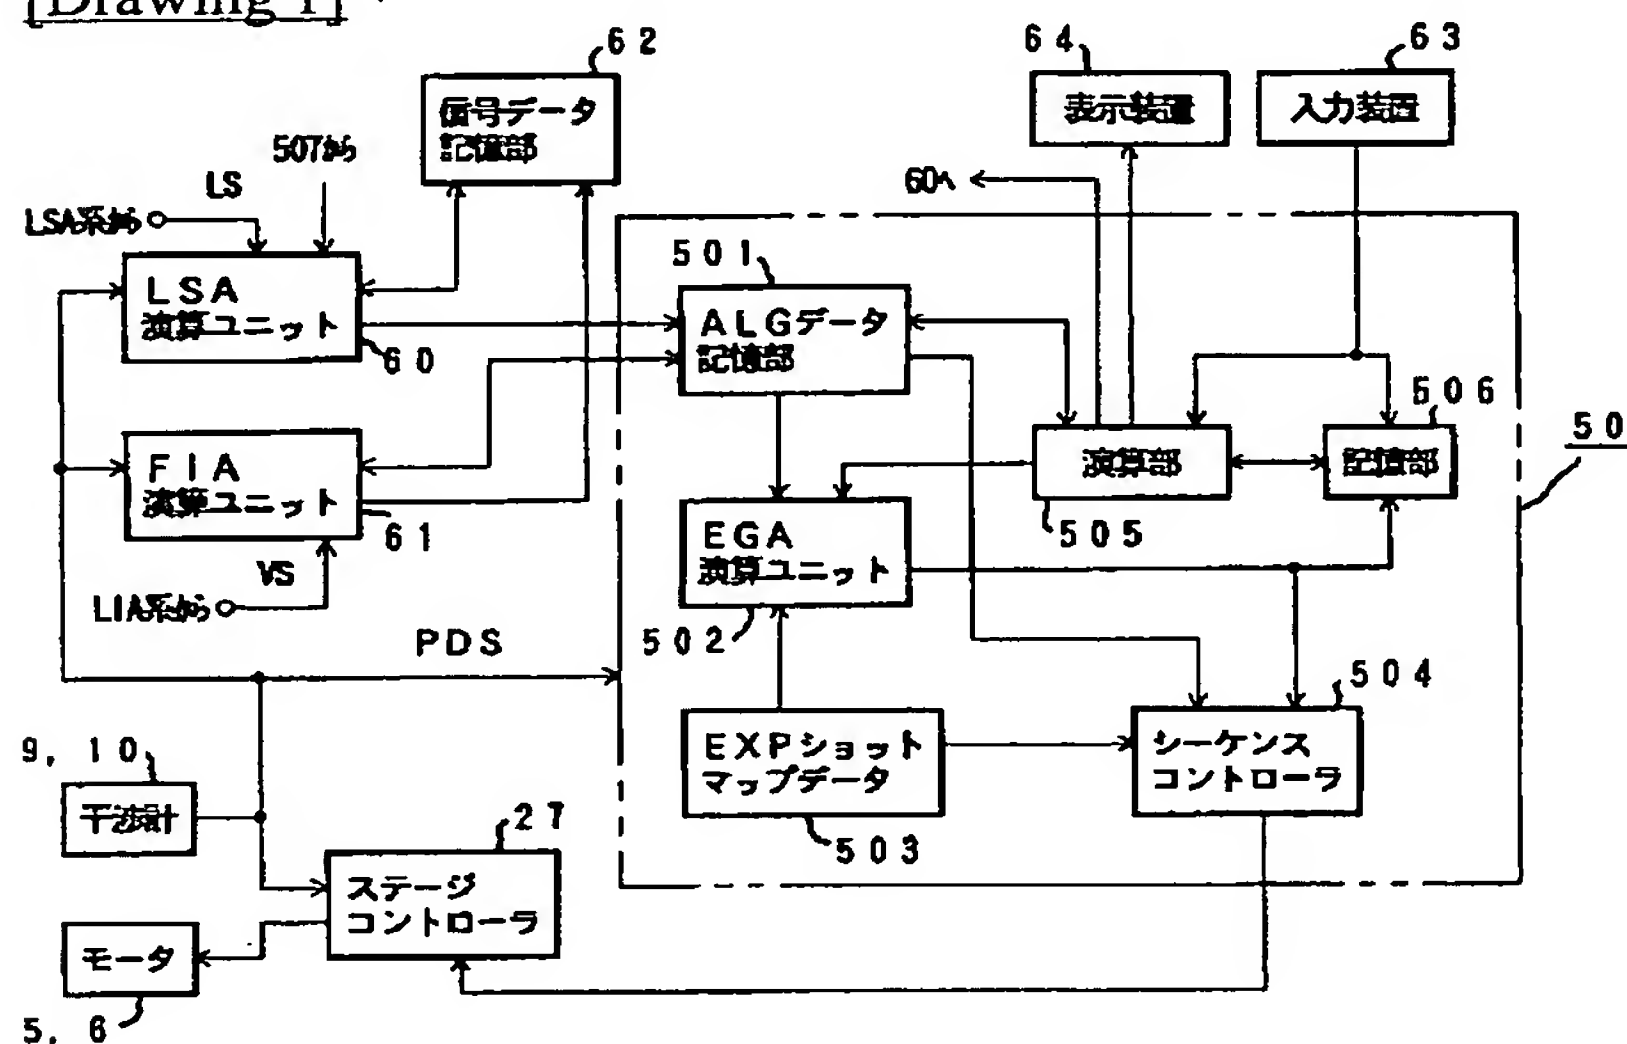 [Drawing 1]
62
64
63
信号データ
記憶部
表示装置
入力装置
507から
LS
60へ
LSA系から
501
LSA
演算ユニット
60
ALGデータ
記憶部
506
50
FIA
演算ユニット
61
演算部
記憶部
505
EGA
演算ユニット
VS
LIA系から
502
PDS
504
9, 10
EXPショット
マップデータ
シーケンス
コントローラ
干渉計
27
503
ステージ
コントローラ
モータ
5, 6